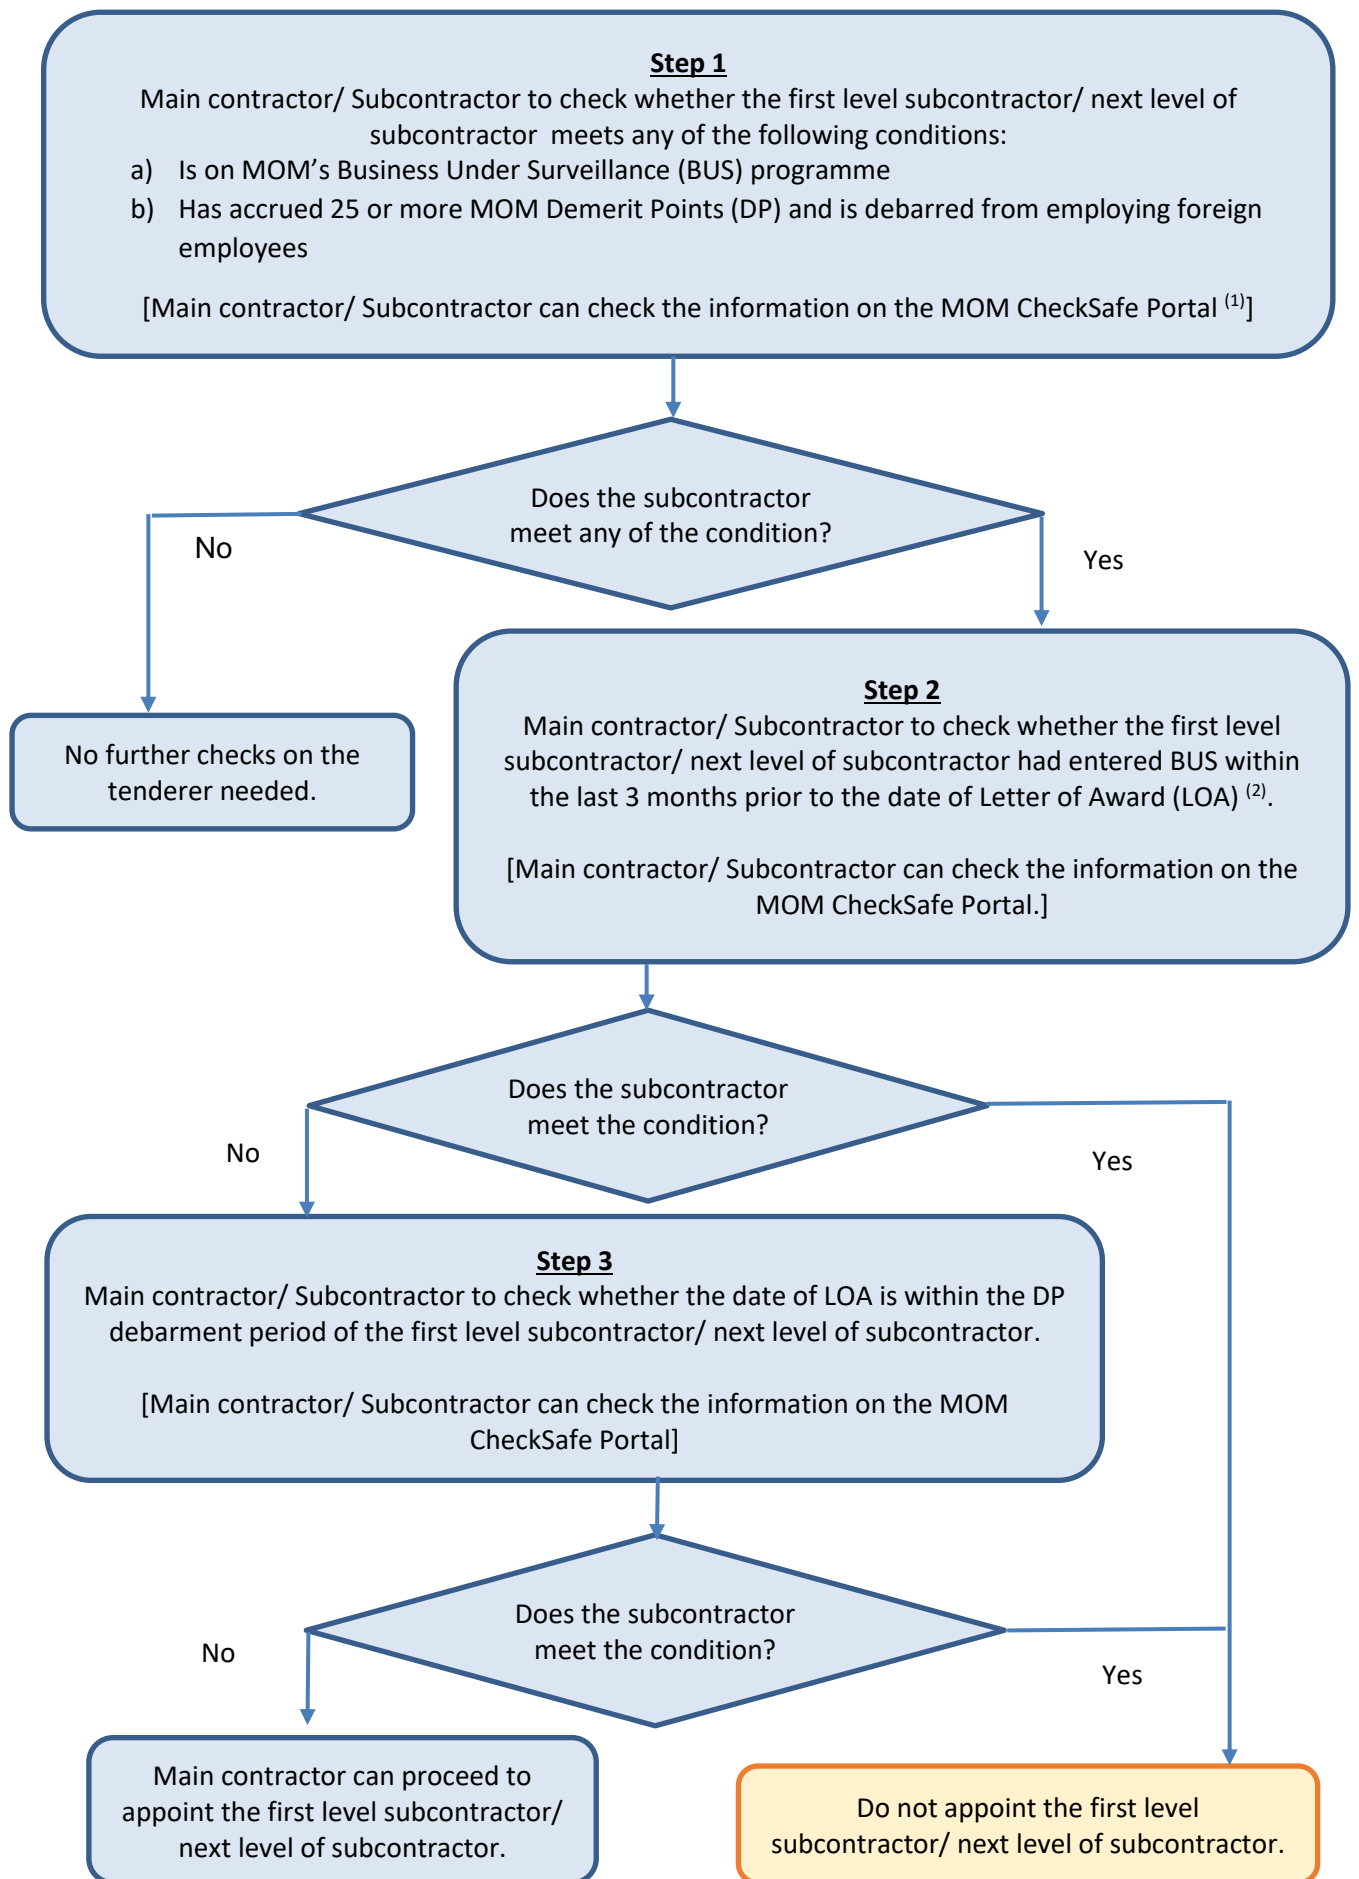 Step 1
Main contractor/ Subcontractor to check whether the first level subcontractor/ next level of
subcontractor meets any of the following conditions:
a) Is on MOM’s Business Under Surveillance (BUS) programme
b) Has accrued 25 or more MOM Demerit Points (DP) and is debarred from employing foreign
employees
[Main contractor/ Subcontractor can check the information on the MOM CheckSafe Portal (1)]
Does the subcontractor
meet any of the condition?
No
Yes
No further checks on the
tenderer needed.
Step 2
Main contractor/ Subcontractor to check whether the first level
subcontractor/ next level of subcontractor had entered BUS within
the last 3 months prior to the date of Letter of Award (LOA) (2).
[Main contractor/ Subcontractor can check the information on the
MOM CheckSafe Portal.]
Does the subcontractor
meet the condition?
No
Yes
Step 3
Main contractor/ Subcontractor to check whether the date of LOA is within the DP
debarment period of the first level subcontractor/ next level of subcontractor.
[Main contractor/ Subcontractor can check the information on the MOM
CheckSafe Portal]
Does the subcontractor
meet the condition?
No
Yes
Main contractor can proceed to
appoint the first level subcontractor/
next level of subcontractor.
Do not appoint the first level
subcontractor/ next level of subcontractor.